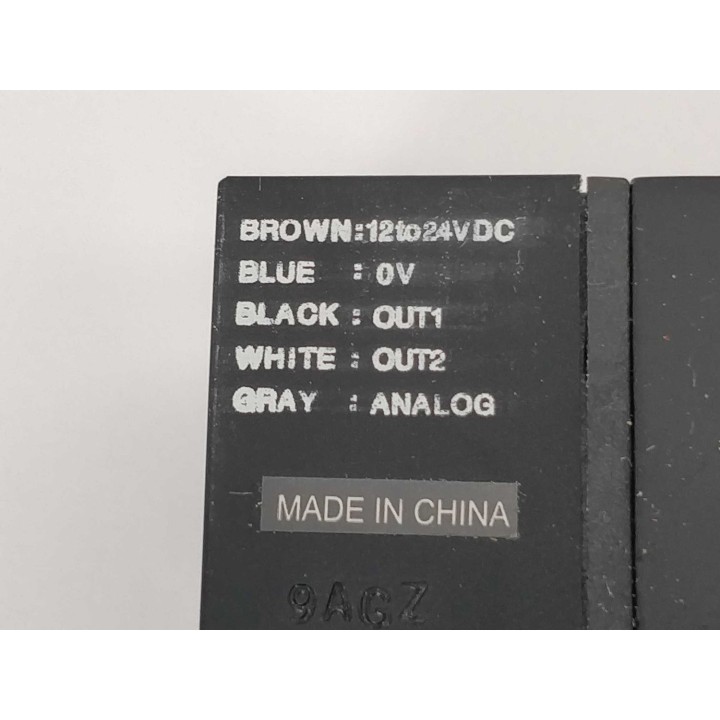 BROWN:12to24VDC
BLUE : 0V
BLACK : OUT1
WHITE : OUT2
GRAY : ANALOG
MADE IN CHINA
9ACZ